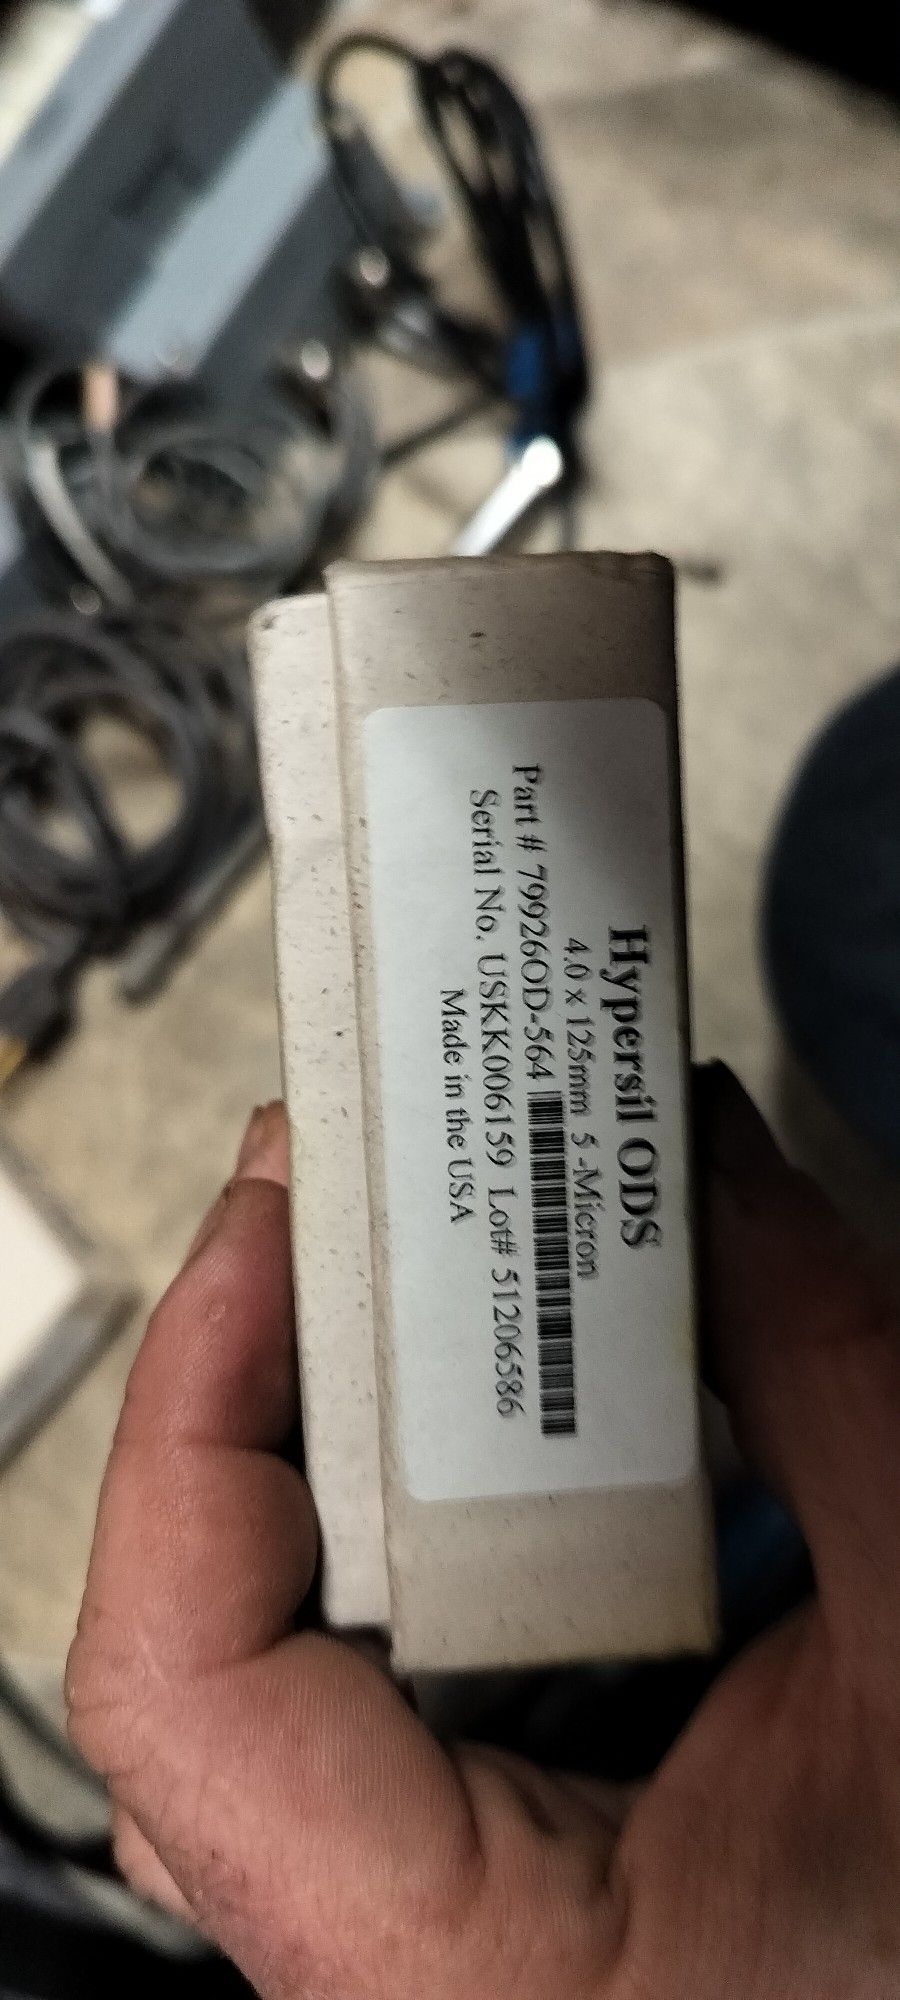 Hypersil ODS
4.0 x 125mm 5 -Micron
Part # 79926OD-564
Serial No. USKK006159 Lot# 51206586
Made in the USA